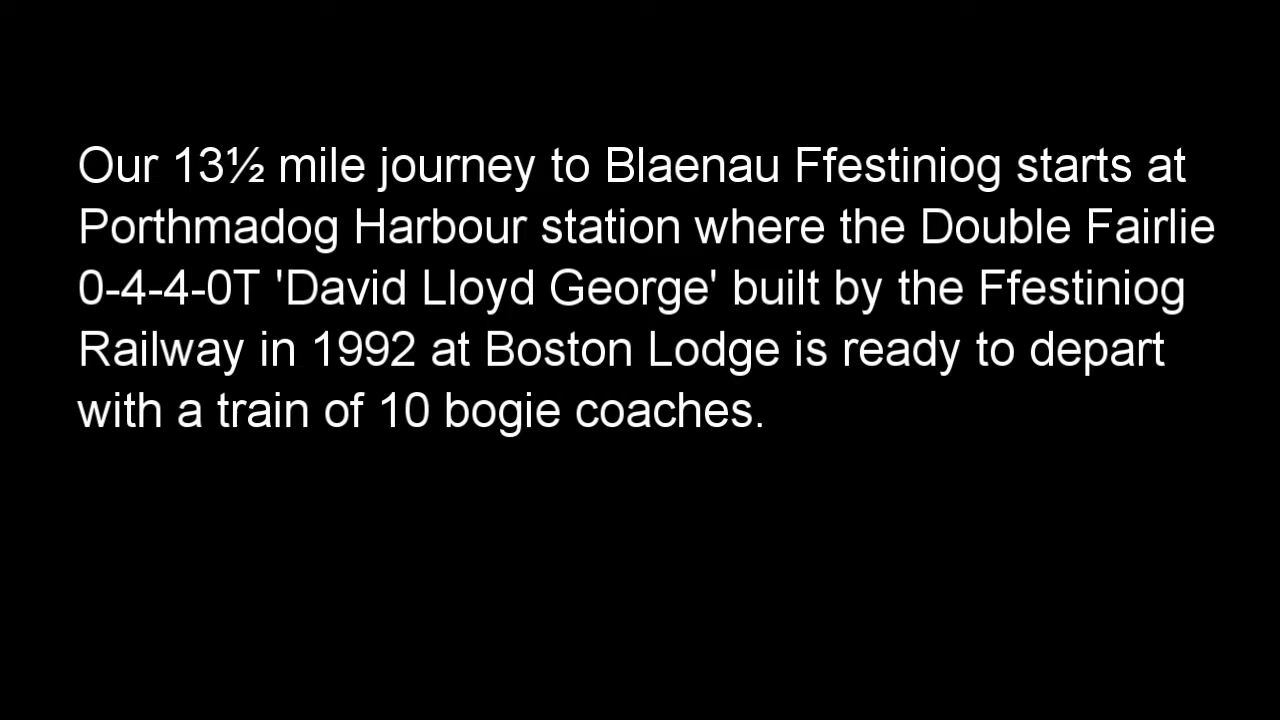 Our 13½ mile journey to Blaenau Ffestiniog starts at
Porthmadog Harbour station where the Double Fairlie
0-4-4-0T 'David Lloyd George' built by the Ffestiniog
Railway in 1992 at Boston Lodge is ready to depart
with a train of 10 bogie coaches.